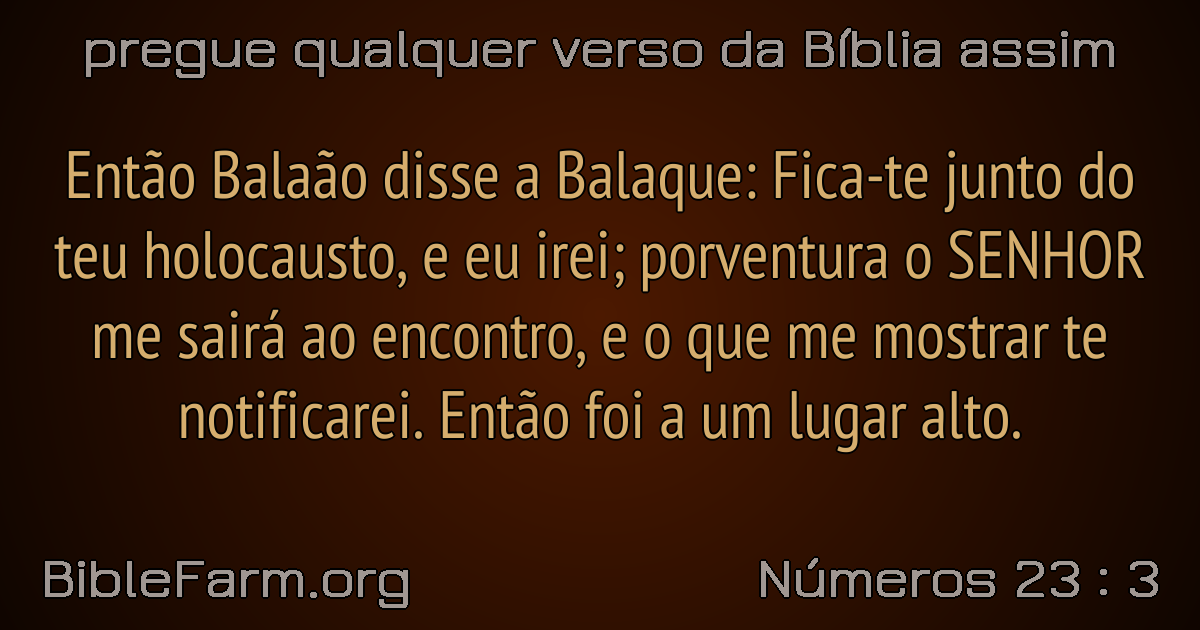 pregue qualquer verso da Bíblia assim
Então Balaão disse a Balaque: Fica-te junto do
teu holocausto, e eu irei; porventura o SENHOR
me sairá ao encontro, e o que me mostrar te
notificarei. Então foi a um lugar alto.
BibleFarm.org
Números 23 : 3